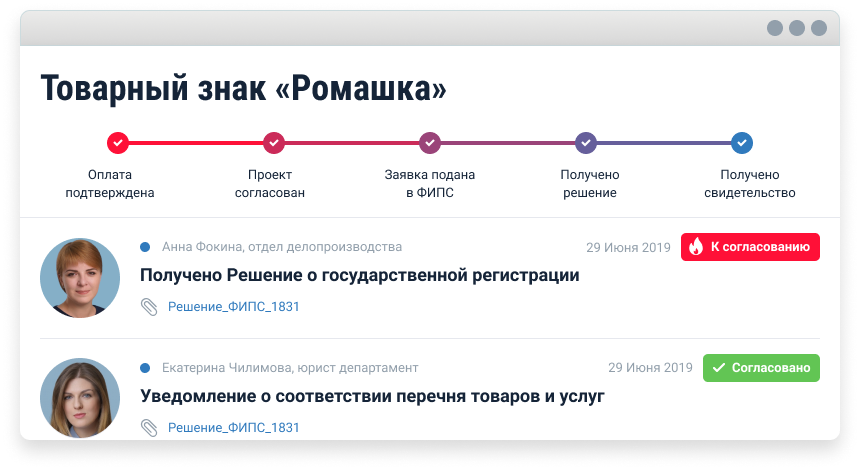 Товарный знак «Ромашка»
Оплата
подтверждена
Проект
согласован
Заявка подана
в ФИПС
Получено
решение
Получено
свидетельство
Анна Фокина, отдел делопроизводства
29 Июня 2019
К согласованию
Получено Решение о государственной регистрации
Решение_ФИПС_1831
Екатерина Чилимова, юрист департамент
29 Июня 2019
Согласовано
Уведомление о соответствии перечня товаров и услуг
Решение_ФИПС_1831